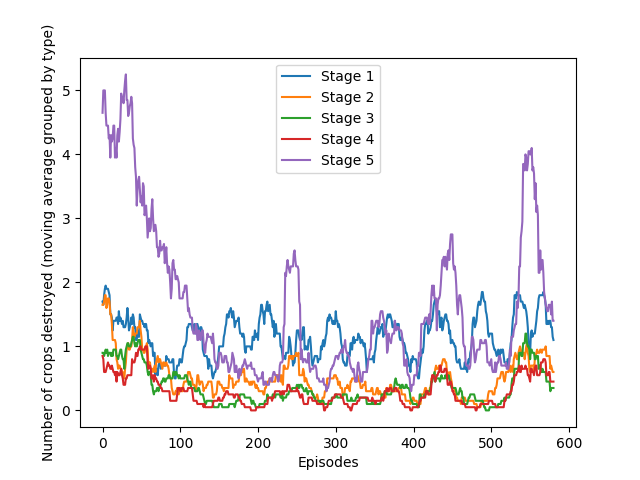 Number of crops destroyed (moving average grouped by type)
5
4
3
2
1
0
Stage 1
Stage 2
Stage 3
Stage 4
Stage 5
0 100 200 300 400 500 600
Episodes